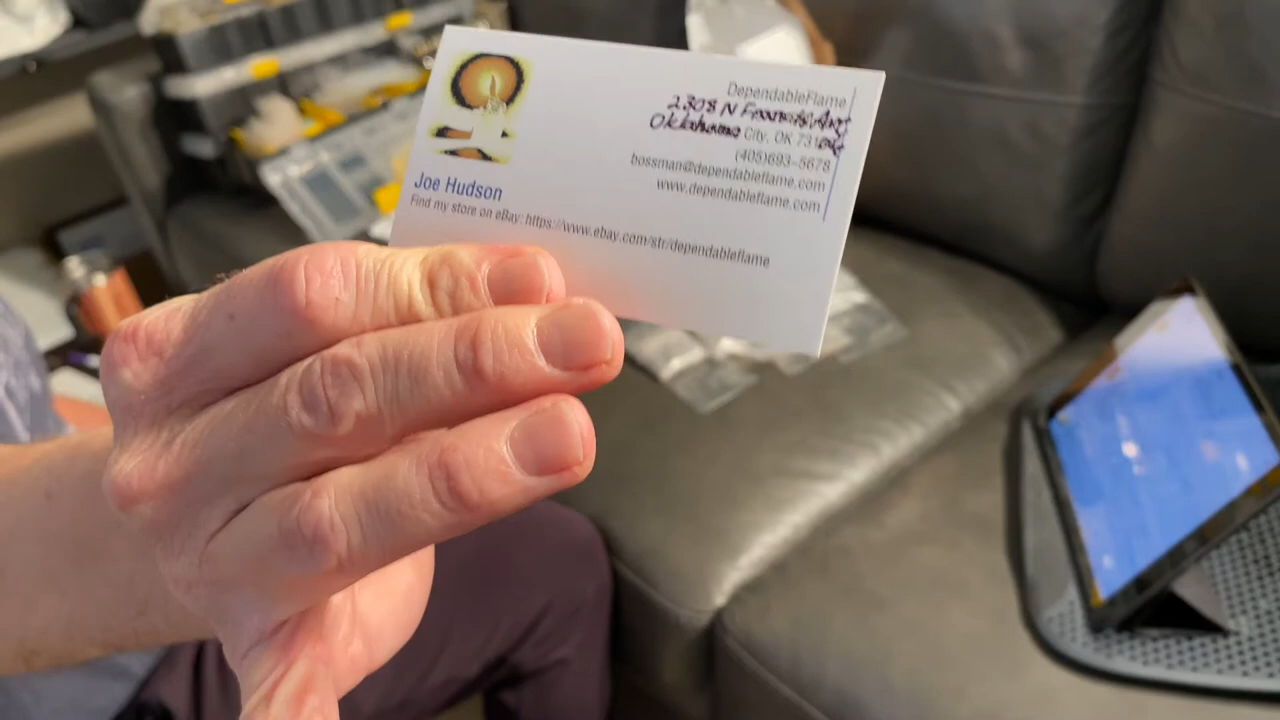 DependableFlame
2308 N
Oklahoma City, OK 731
(405)693-5678
bossman@dependableflame.com
www.dependableflame.com
Joe Hudson
Find my store on eBay: https://www.ebay.com/str/dependableflame